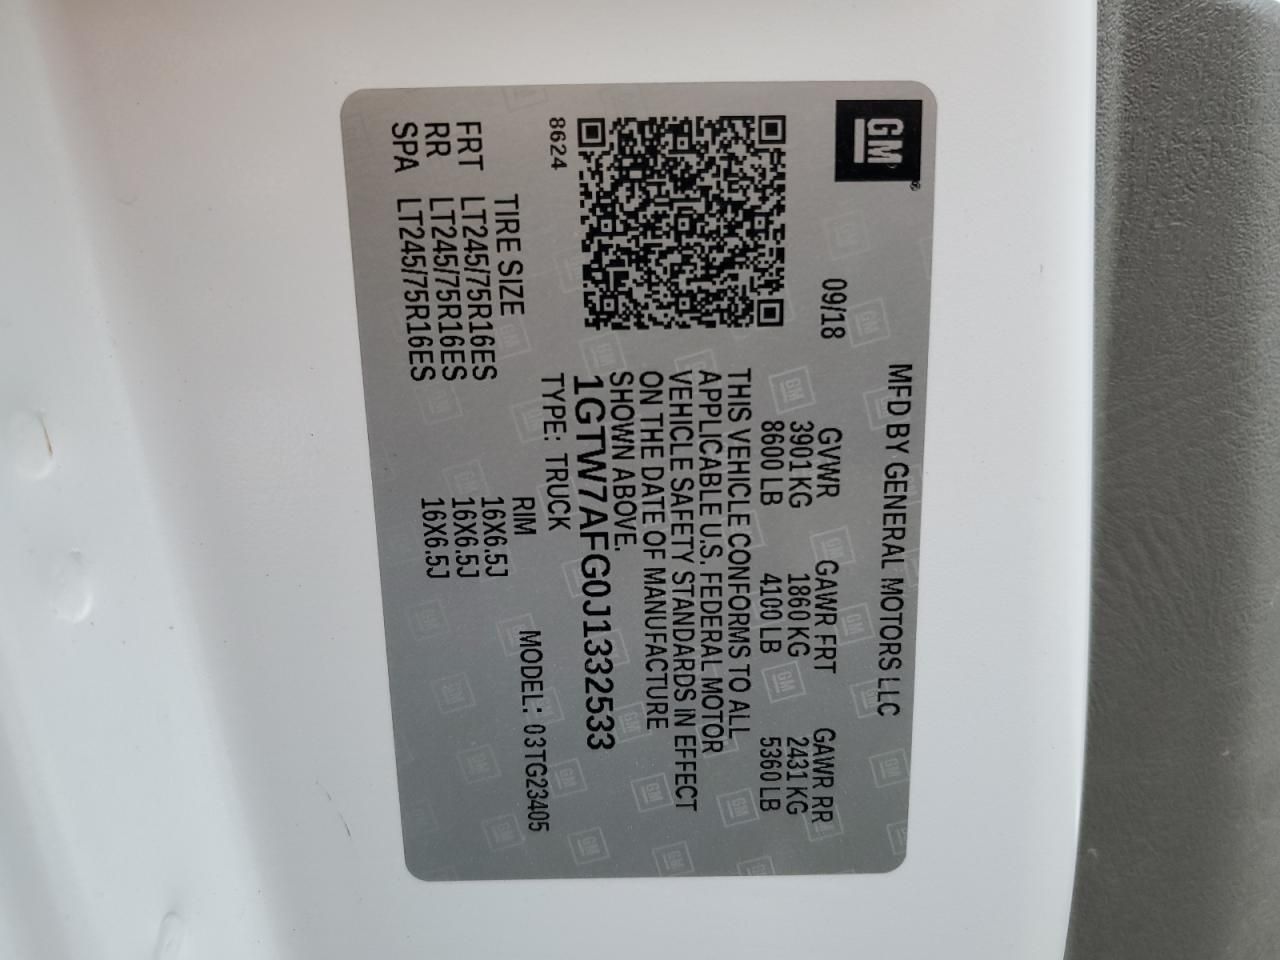 GM
MFD BY GENERAL MOTORS LLC
09/18
GVWR GAWR FRT GAWR RR
3901 KG 1860 KG 2431 KG
8600 LB 4100 LB 5360 LB
THIS VEHICLE CONFORMS TO ALL
APPLICABLE U.S. FEDERAL MOTOR
VEHICLE SAFETY STANDARDS IN EFFECT
ON THE DATE OF MANUFACTURE
SHOWN ABOVE.
1GTW7AFG0J1332533
8624
TYPE: TRUCK
MODEL: 03TG23405
TIRE SIZE RIM
FRT LT245/75R16ES 16X6.5J
RR LT245/75R16ES 16X6.5J
SPA LT245/75R16ES 16X6.5J